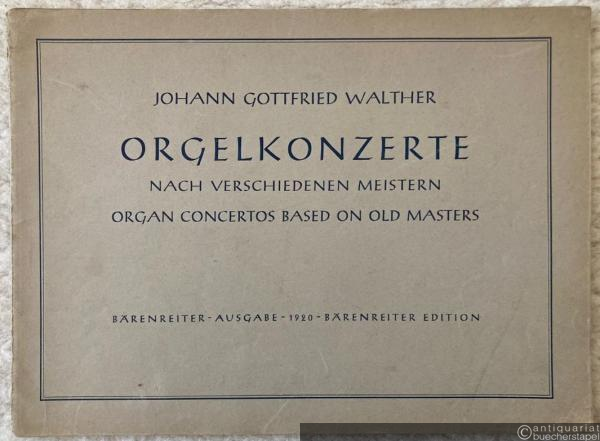 JOHANN GOTTFRIED WALTHER
ORGELKONZERTE
NACH VERSCHIEDENEN MEISTERN
ORGAN CONCERTOS BASED ON OLD MASTERS
BÄRENREITER-AUSGABE-1920-BÄRENREITER EDITION
antiquariat
buecherstapel